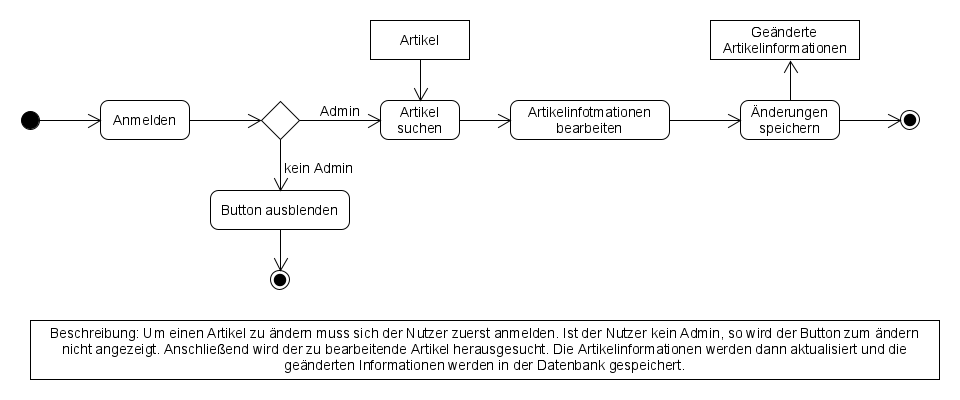 Artikel
Geänderte
Artikelinformationen
Anmelden
Admin
Artikel
suchen
Artikelinfotmationen
bearbeiten
Änderungen
speichern
kein Admin
Button ausblenden
Beschreibung: Um einen Artikel zu ändern muss sich der Nutzer zuerst anmelden. Ist der Nutzer kein Admin, so wird der Button zum ändern
nicht angezeigt. Anschließend wird der zu bearbeitende Artikel herausgesucht. Die Artikelinformationen werden dann aktualisiert und die
geänderten Informationen werden in der Datenbank gespeichert.